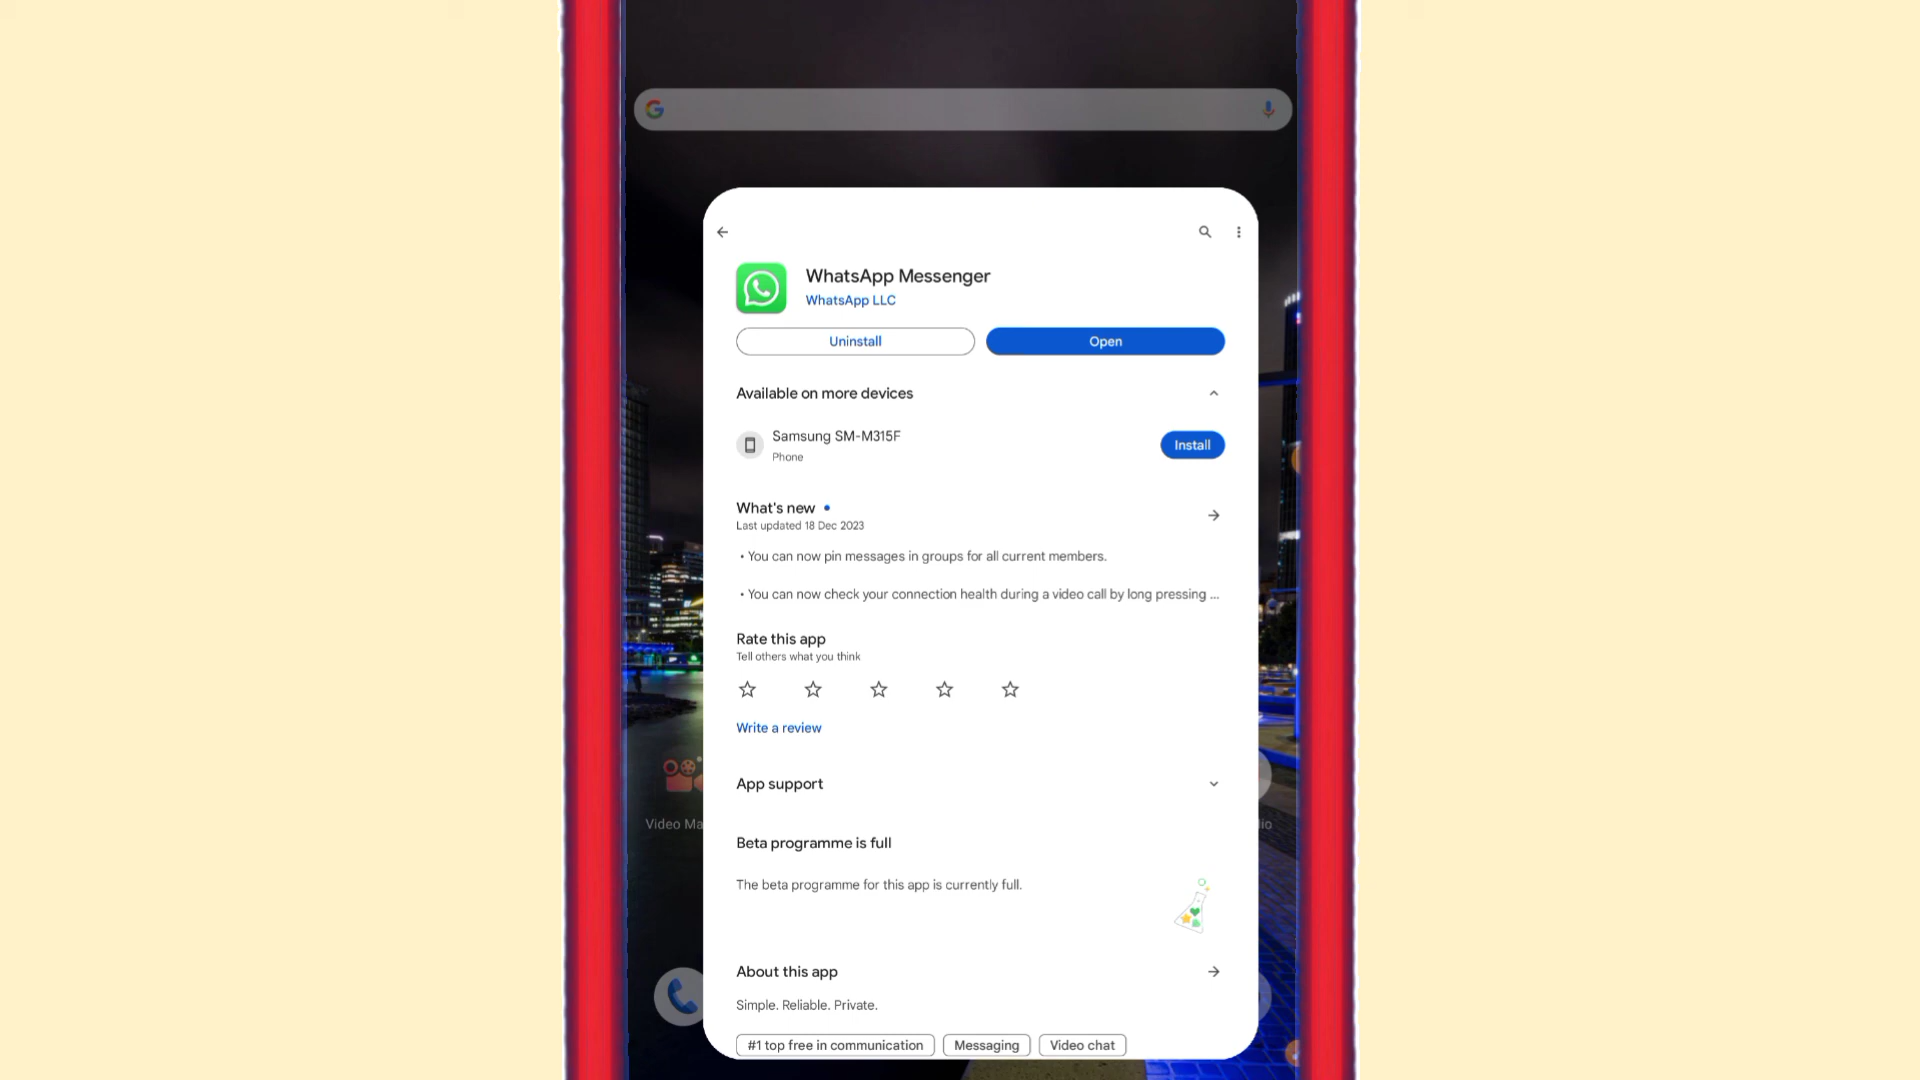 WhatsApp Messenger
WhatsApp LLC
Uninstall
Open
Available on more devices
Samsung SM-M315F
Phone
Install
What's new
Last updated 18 Dec 2023
• You can now pin messages in groups for all current members.
• You can now check your connection health during a video call by long pressing ...
Rate this app
Tell others what you think
Write a review
App support
Video Ma
io
Beta programme is full
The beta programme for this app is currently full.
About this app
Simple. Reliable. Private.
#1 top free in communication
Messaging
Video chat